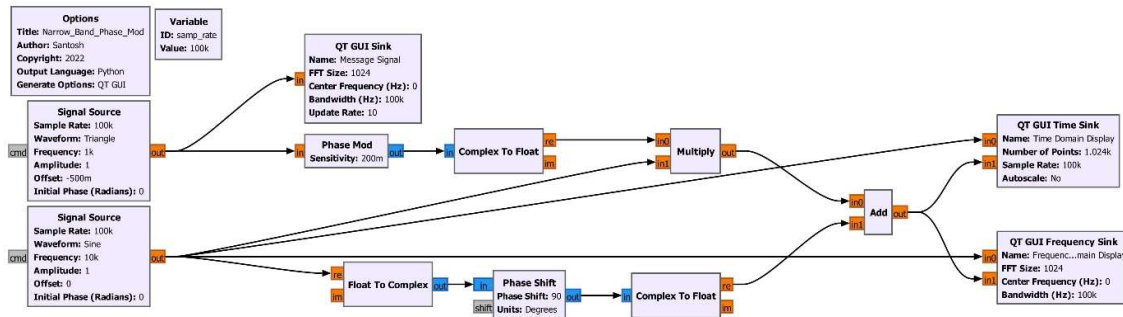 Options
Title: Narrow_Band_Phase_Mod
Author: Santosh
Copyright: 2022
Output Language: Python
Generate Options: QT GUI
Variable
ID: samp_rate
Value: 100k
QT GUI Sink
Name: Message Signal
FFT Size: 1024
Center Frequency (Hz): 0
Bandwidth (Hz): 100k
Update Rate: 10
in
Signal Source
Sample Rate: 100k
Waveform: Triangle
Frequency: 1k
Amplitude: 1
Offset: -500m
Initial Phase (Radians): 0
cmd
out
Phase Mod
Sensitivity: 200m
in
out
Complex To Float
in
re
im
Multiply
in0
in1
out
QT GUI Time Sink
Name: Time Domain Display
Number of Points: 1.024k
Sample Rate: 100k
Autoscale: No
in0
in1
Add
in0
in1
out
Signal Source
Sample Rate: 100k
Waveform: Sine
Frequency: 10k
Amplitude: 1
Offset: 0
Initial Phase (Radians): 0
cmd
out
QT GUI Frequency Sink
Name: Frequenc...main Display
FFT Size: 1024
Center Frequency (Hz): 0
Bandwidth (Hz): 100k
in0
in1
Float To Complex
re
im
out
Phase Shift
Phase Shift: 90
Units: Degrees
in
shift
out
Complex To Float
in
re
im